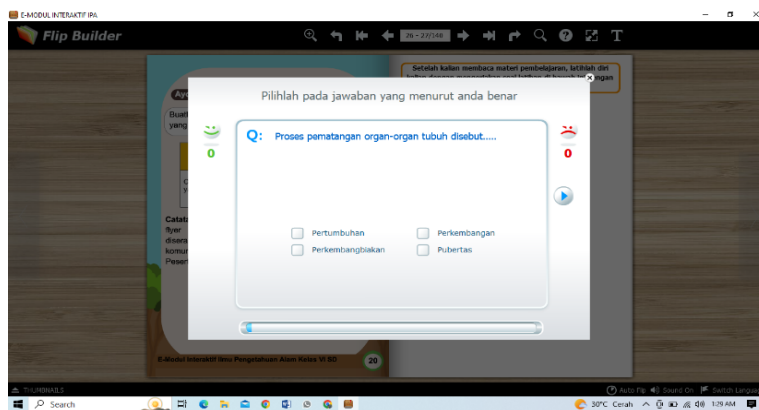 E-MODUL INTERAKTIF IPA
Flip Builder
26 - 27/148
Setelah kalian membaca materi pembelajaran, latihlah diri
Pilihlah pada jawaban yang menurut anda benar
Q: Proses pematangan organ-organ tubuh disebut.....
0
0
Pertumbuhan
Perkembangan
Perkembangbiakan
Pubertas
Catat
flyer
E-Modul Interaktif Ilmu Pengetahuan Alam Kelas VI SD
20
THUMBNAILS
Auto Flip
Sound On
Switch Langua
Search
30°C Cerah
1:29 AM